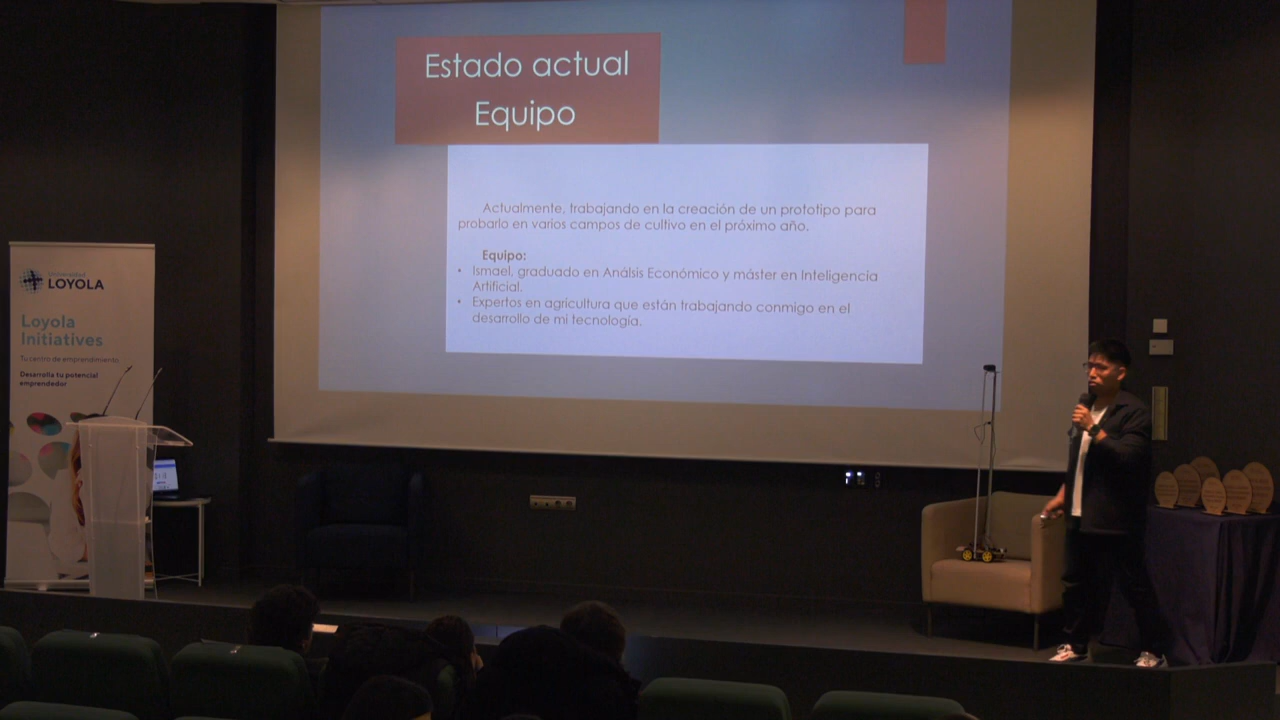 Estado actual
Equipo
Actualmente, trabajando en la creación de un prototipo para
probarlo en varios campos de cultivo en el próximo año.
Equipo:
• Ismael, graduado en Análsis Económico y máster en Inteligencia
Artificial.
• Expertos en agricultura que están trabajando conmigo en el
desarrollo de mi tecnología.
Universidad
LOYOLA
Loyola
Initiatives
Tu centro de emprendimiento
Desarrolla tu potencial
emprendedor